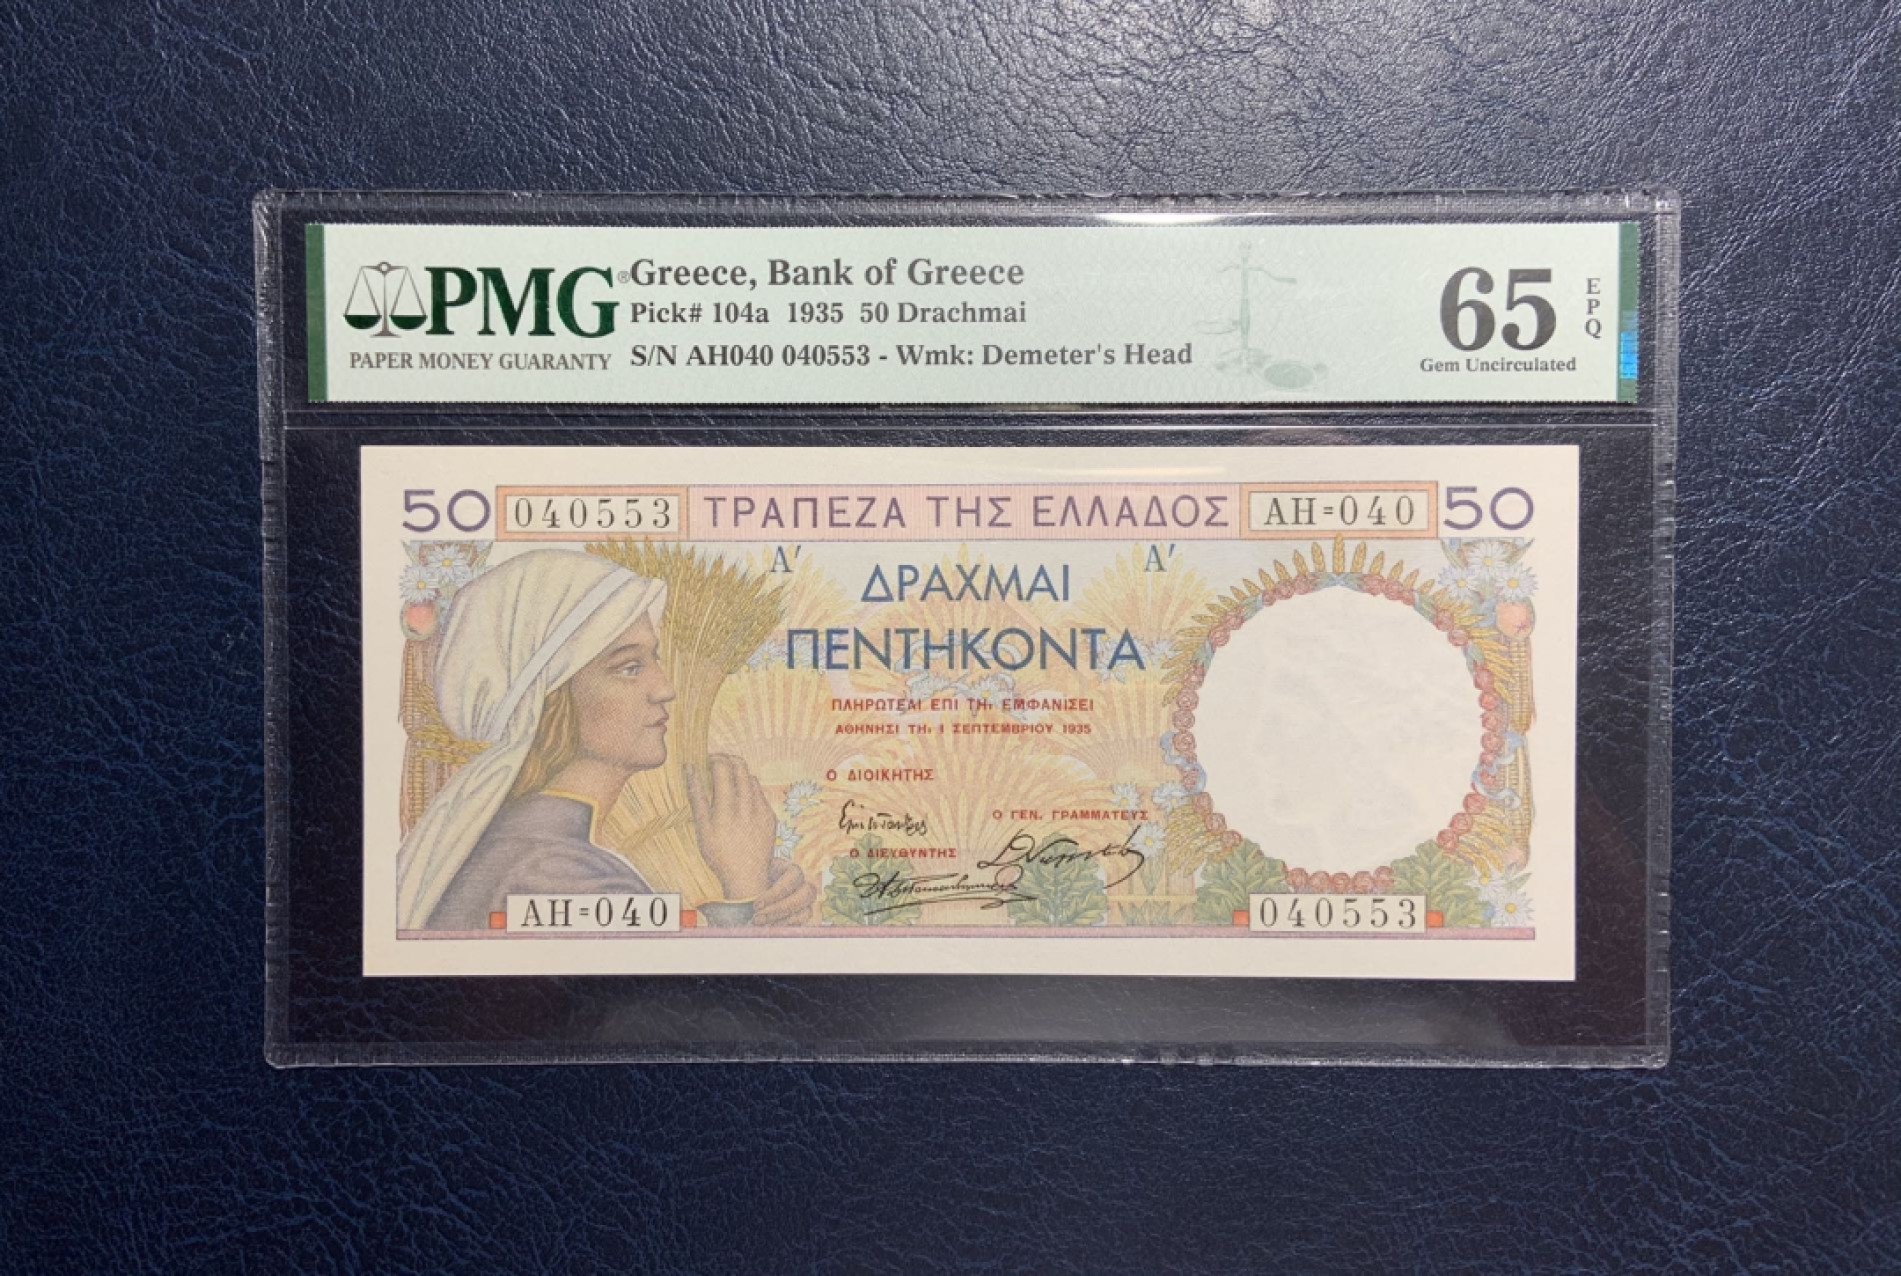 PMG®
PAPER MONEY GUARANTY
Greece, Bank of Greece
Pick# 104a 1935 50 Drachmai
S/N AH040 040553 - Wmk: Demeter's Head
65
EPQ
Gem Uncirculated
50 040553 ΤΡΑΠΕΖΑ ΤΗΣ ΕΛΛΑΔΟΣ ΑΗ=040 50
Α′ Α′
ΔΡΑΧΜΑΙ
ΠΕΝΤΗΚΟΝΤΑ
ΠΛΗΡΩΤΕΑΙ ΕΠΙ ΤΗι ΕΜΦΑΝΙΣΕΙ
ΑΘΗΝΗΣΙ ΤΗι 1 ΣΕΠΤΕΜΒΡΙΟΥ 1935
Ο ΔΙΟΙΚΗΤΗΣ
Ο ΓΕΝ. ΓΡΑΜΜΑΤΕΥΣ
Ο ΔΙΕΥΘΥΝΤΗΣ
ΑΗ=040 040553